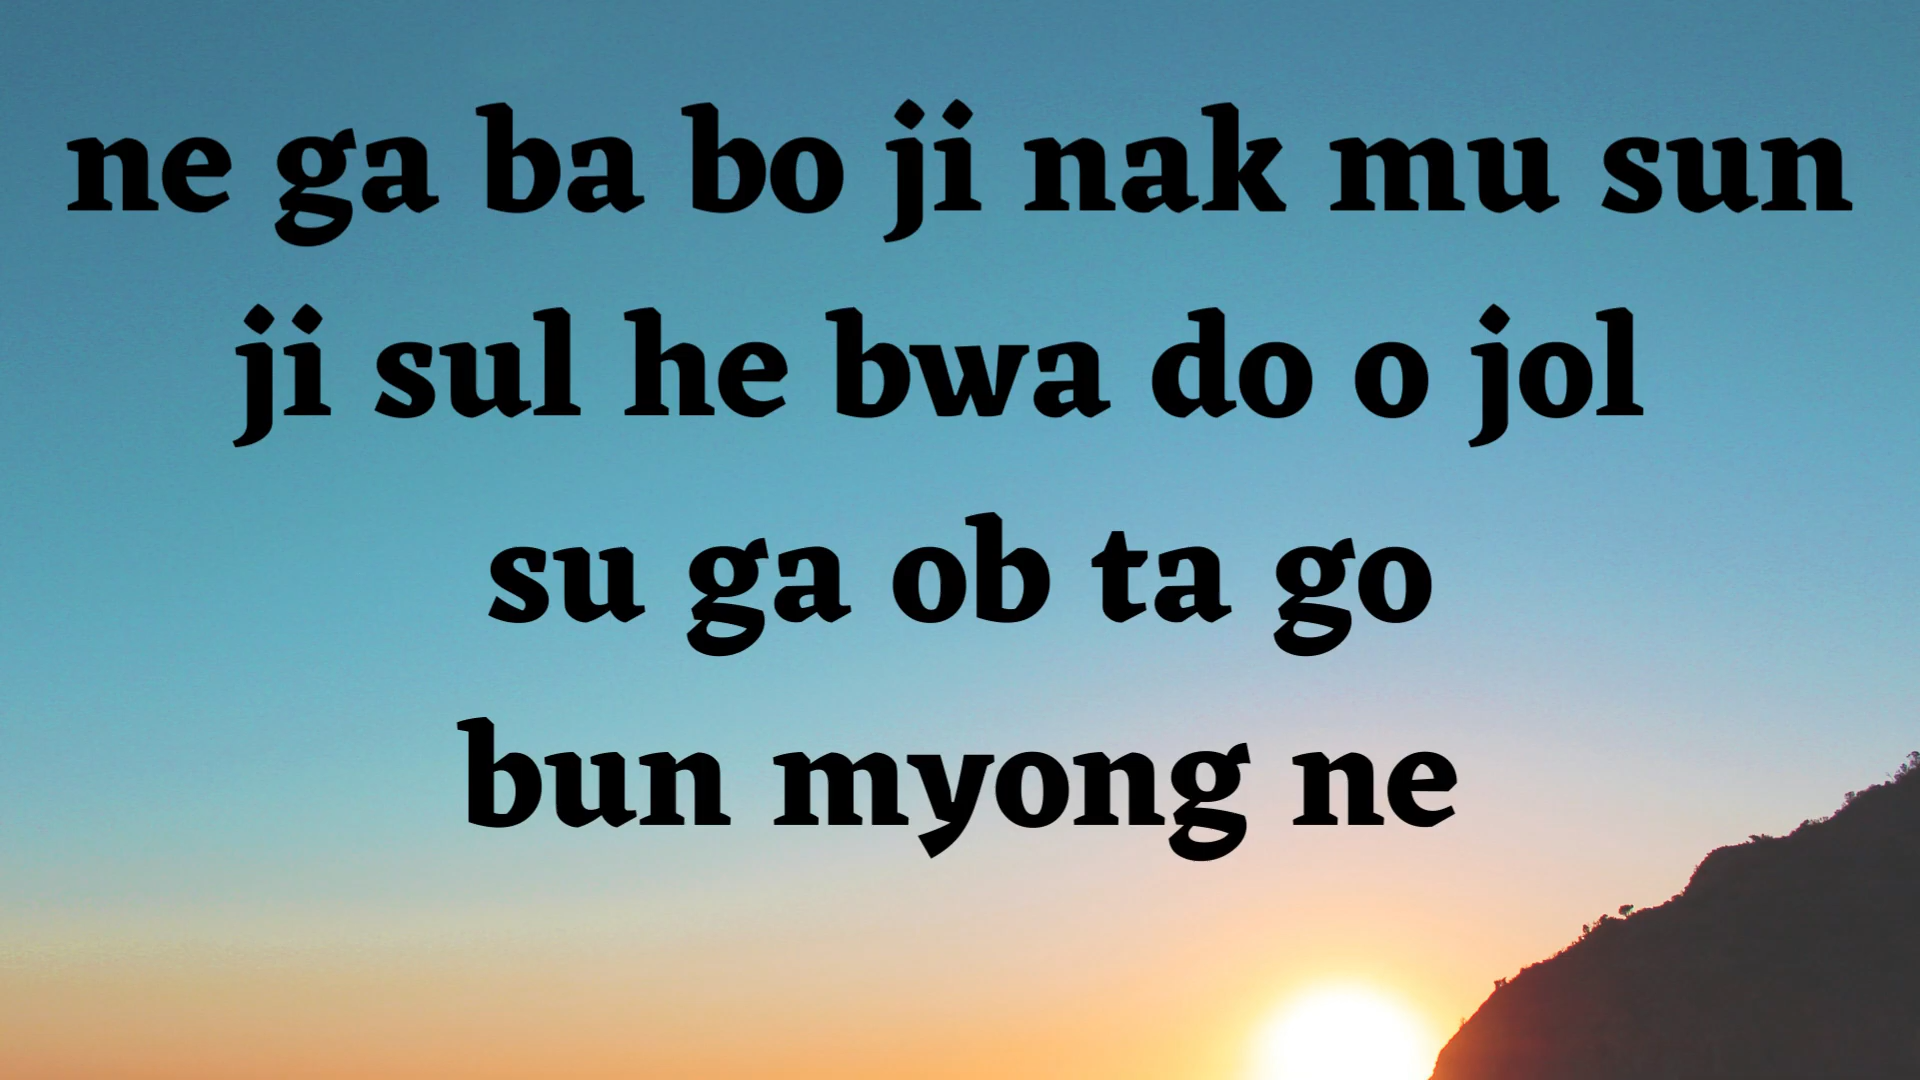 ne ga ba bo ji nak mu sun
ji sul he bwa do o jol
su ga ob ta go
bun myong ne